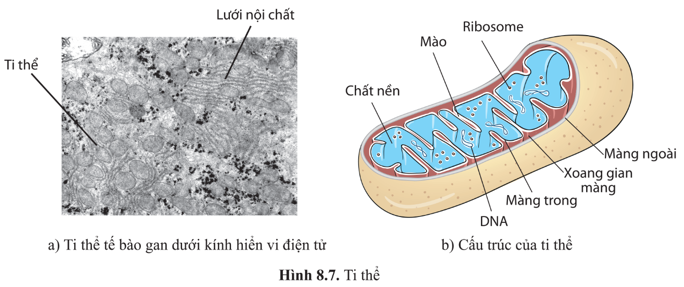 Lưới nội chất
Ti thể
a) Ti thể tế bào gan dưới kính hiển vi điện tử
Ribosome
Mào
Chất nền
Màng ngoài
Xoang gian
màng
Màng trong
DNA
b) Cấu trúc của ti thể
Hình 8.7. Ti thể